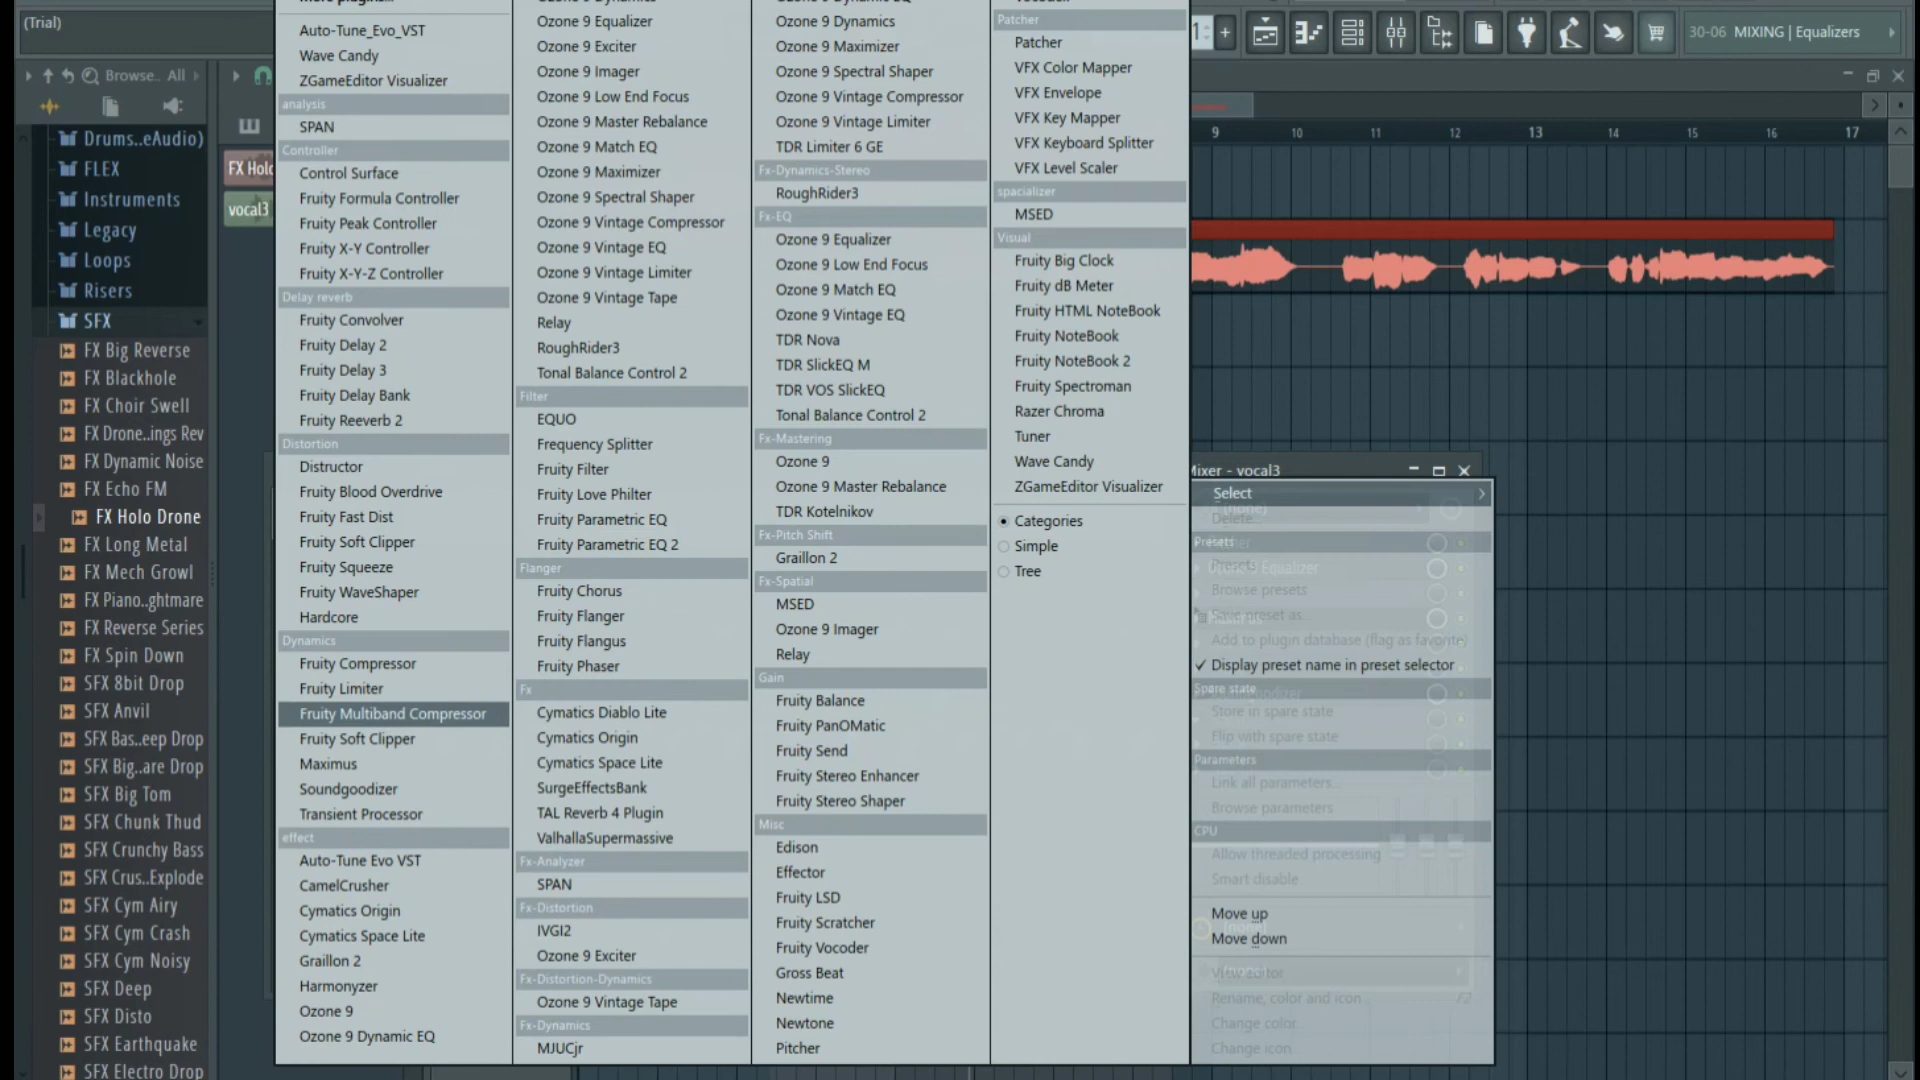 (Trial)
Browse.. All
Drums..eAudio)
FLEX
Instruments
Legacy
Loops
Risers
SFX
FX Big Reverse
FX Blackhole
FX Choir Swell
FX Drone..ings Rev
FX Dynamic Noise
FX Echo FM
FX Holo Drone
FX Long Metal
FX Mech Growl
FX Piano..ghtmare
FX Reverse Series
FX Spin Down
SFX 8bit Drop
SFX Anvil
SFX Bas..eep Drop
SFX Big..are Drop
SFX Big Tom
SFX Chunk Thud
SFX Crunchy Bass
SFX Crus..Explode
SFX Cym Airy
SFX Cym Crash
SFX Cym Noisy
SFX Deep
SFX Disto
SFX Earthquake
SFX Electro Drop
FX Holo
vocal3
More plugins...
Auto-Tune_Evo_VST
Wave Candy
ZGameEditor Visualizer
analysis
SPAN
Controller
Control Surface
Fruity Formula Controller
Fruity Peak Controller
Fruity X-Y Controller
Fruity X-Y-Z Controller
Delay reverb
Fruity Convolver
Fruity Delay 2
Fruity Delay 3
Fruity Delay Bank
Fruity Reeverb 2
Distortion
Distructor
Fruity Blood Overdrive
Fruity Fast Dist
Fruity Soft Clipper
Fruity Squeeze
Fruity WaveShaper
Hardcore
Dynamics
Fruity Compressor
Fruity Limiter
Fruity Multiband Compressor
Fruity Soft Clipper
Maximus
Soundgoodizer
Transient Processor
effect
Auto-Tune Evo VST
CamelCrusher
Cymatics Origin
Cymatics Space Lite
Graillon 2
Harmonyzer
Ozone 9
Ozone 9 Dynamic EQ
Ozone 9 Dynamics
Ozone 9 Equalizer
Ozone 9 Exciter
Ozone 9 Imager
Ozone 9 Low End Focus
Ozone 9 Master Rebalance
Ozone 9 Match EQ
Ozone 9 Maximizer
Ozone 9 Spectral Shaper
Ozone 9 Vintage Compressor
Ozone 9 Vintage EQ
Ozone 9 Vintage Limiter
Ozone 9 Vintage Tape
Relay
RoughRider3
Tonal Balance Control 2
Filter
EQUO
Frequency Splitter
Fruity Filter
Fruity Love Philter
Fruity Parametric EQ
Fruity Parametric EQ 2
Flanger
Fruity Chorus
Fruity Flanger
Fruity Flangus
Fruity Phaser
Fx
Cymatics Diablo Lite
Cymatics Origin
Cymatics Space Lite
SurgeEffectsBank
TAL Reverb 4 Plugin
ValhallaSupermassive
Fx-Analyzer
SPAN
Fx-Distortion
IVGI2
Ozone 9 Exciter
Fx-Distortion-Dynamics
Ozone 9 Vintage Tape
Fx-Dynamics
MJUCjr
Ozone 9 Dynamic EQ
Ozone 9 Dynamics
Ozone 9 Maximizer
Ozone 9 Spectral Shaper
Ozone 9 Vintage Compressor
Ozone 9 Vintage Limiter
TDR Limiter 6 GE
Fx-Dynamics-Stereo
RoughRider3
Fx-EQ
Ozone 9 Equalizer
Ozone 9 Low End Focus
Ozone 9 Match EQ
Ozone 9 Vintage EQ
TDR Nova
TDR SlickEQ M
TDR VOS SlickEQ
Tonal Balance Control 2
Fx-Mastering
Ozone 9
Ozone 9 Master Rebalance
TDR Kotelnikov
Fx-Pitch Shift
Graillon 2
Fx-Spatial
MSED
Ozone 9 Imager
Relay
Gain
Fruity Balance
Fruity PanOMatic
Fruity Send
Fruity Stereo Enhancer
Fruity Stereo Shaper
Misc
Edison
Effector
Fruity LSD
Fruity Scratcher
Fruity Vocoder
Gross Beat
Newtime
Newtone
Pitcher
Vocodex
Patcher
Patcher
VFX Color Mapper
VFX Envelope
VFX Key Mapper
VFX Keyboard Splitter
VFX Level Scaler
spacializer
MSED
Visual
Fruity Big Clock
Fruity dB Meter
Fruity HTML NoteBook
Fruity NoteBook
Fruity NoteBook 2
Fruity Spectroman
Razer Chroma
Tuner
Wave Candy
ZGameEditor Visualizer
Categories
Simple
Tree
30-06 MIXING | Equalizers
9 10 11 12 13 14 15 16 17
Mixer - vocal3
Select
Delete...
Presets
Presets
Browse presets
Save preset as...
Add to plugin database (flag as favorite)
Display preset name in preset selector
Spare state
Store in spare state
Flip with spare state
Parameters
Link all parameters...
Browse parameters
CPU
Allow threaded processing
Smart disable
Move up
Move down
View editor
Rename, color and icon F2
Change color...
Change icon...